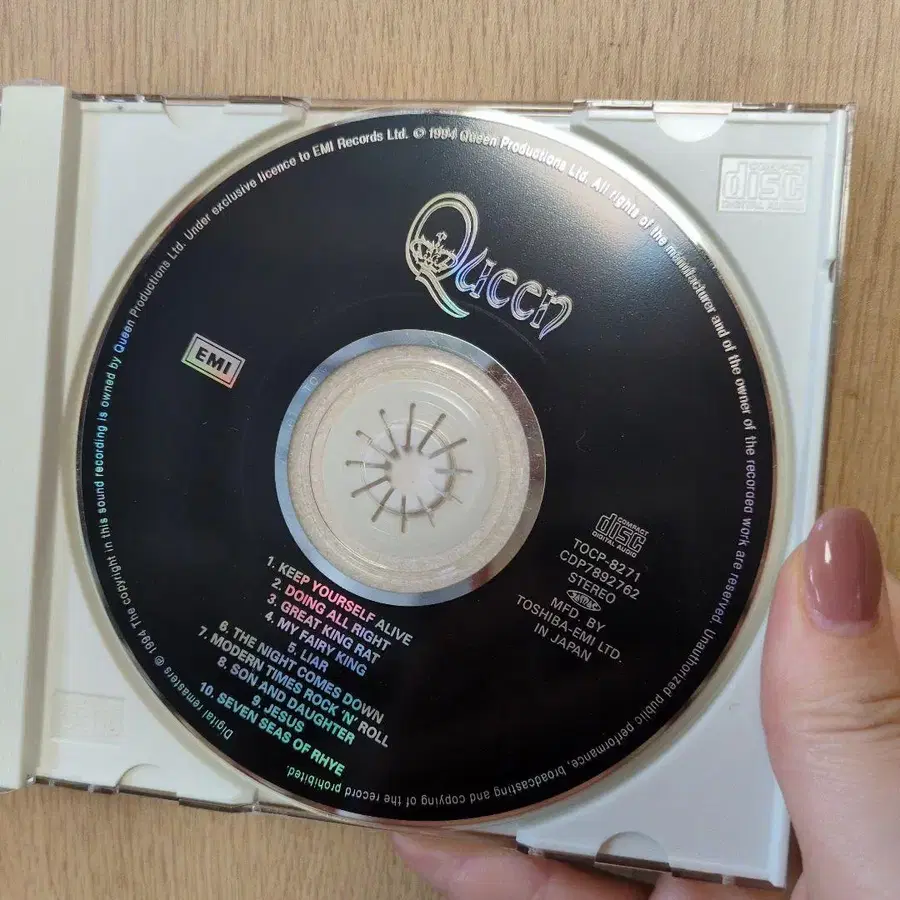 Queen
EMI
Digital remasters ℗ 1994 The copyright in this sound recording is owned by Queen Productions Ltd. Under exclusive licence to EMI Records Ltd. © 1994 Queen Productions Ltd. All rights of the manufacturer and of the owner of the recorded work are reserved. Unauthorized public performance, broadcasting and copying of the record prohibited.
COMPACT
disc
DIGITAL AUDIO
TOCP-8271
CDP7892762
STEREO
MFD. BY
TOSHIBA-EMI LTD.
IN JAPAN
1. KEEP YOURSELF ALIVE
2. DOING ALL RIGHT
3. GREAT KING RAT
4. MY FAIRY KING
5. LIAR
6. THE NIGHT COMES DOWN
7. MODERN TIMES ROCK 'N' ROLL
8. SON AND DAUGHTER
9. JESUS
10. SEVEN SEAS OF RHYE
COMPACT
disc
DIGITAL AUDIO